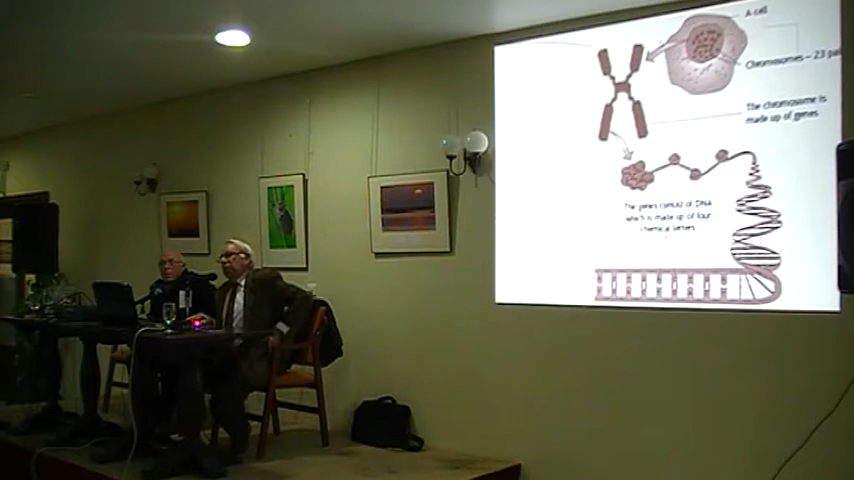 A cell
Chromosomes - 23 pai
The chromosome is
made up of genes
The genes consist of DNA
which is made up of four
chemical letters